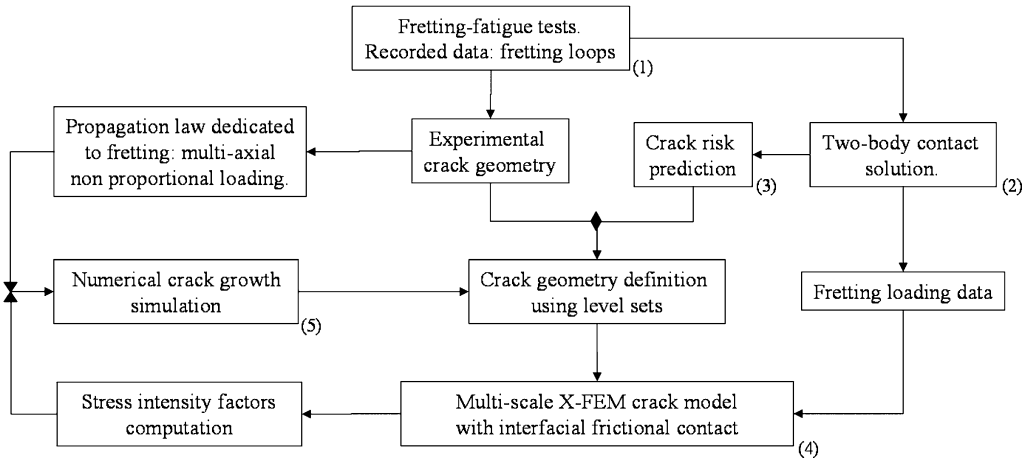 Fretting-fatigue tests.
Recorded data: fretting loops
(1)
Propagation law dedicated
to fretting: multi-axial
non proportional loading.
Experimental
crack geometry
Crack risk
prediction
(3)
Two-body contact
solution.
(2)
Numerical crack growth
simulation
(5)
Crack geometry definition
using level sets
Fretting loading data
Stress intensity factors
computation
Multi-scale X-FEM crack model
with interfacial frictional contact
(4)